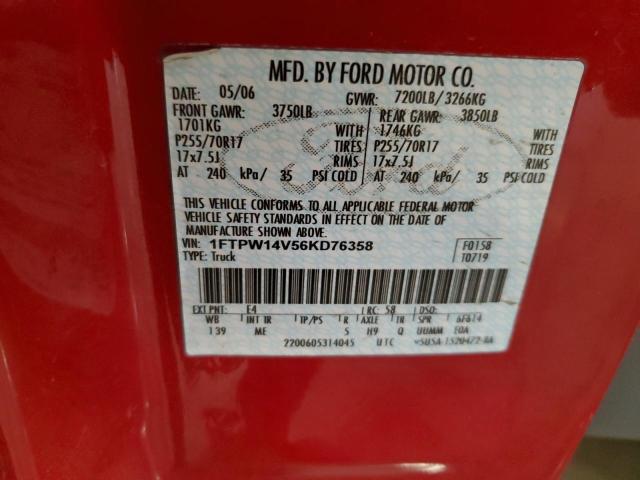 MFD. BY FORD MOTOR CO.
DATE: 05/06 GVWR: 7200LB/3266KG
FRONT GAWR: 3750LB REAR GAWR: 3850LB
1701KG WITH 1746KG WITH
P255/70R17 TIRES P255/70R17 TIRES
17x7.5J RIMS 17x7.5J RIMS
AT 240 kPa/ 35 PSI COLD AT 240 kPa/ 35 PSI COLD
THIS VEHICLE CONFORMS TO ALL APPLICABLE FEDERAL MOTOR
VEHICLE SAFETY STANDARDS IN EFFECT ON THE DATE OF
MANUFACTURE SHOWN ABOVE.
VIN: 1FTPW14V56KD76358 F0158
TYPE: Truck T0719
EXT PNT: E4 RC: 58 DSO:
WB INT TR TP/PS R AXLE TR SPR 6F614
139 ME 5 H9 Q UUMM E0A
2200605314045 UTC
Ford